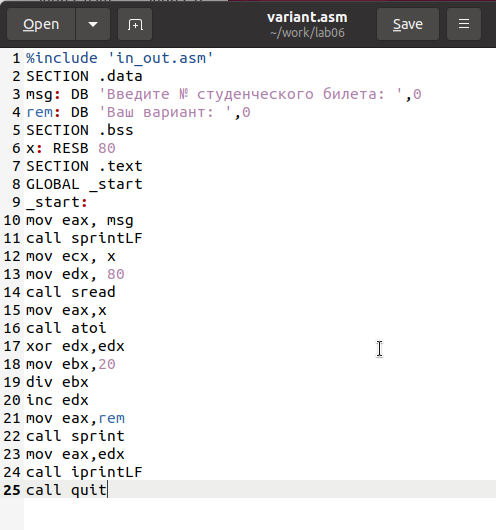 Open
variant.asm
~/work/lab06
Save
1 %include 'in_out.asm'
2 SECTION .data
3 msg: DB 'Введите № студенческого билета: ',0
4 rem: DB 'Ваш вариант: ',0
5 SECTION .bss
6 x: RESB 80
7 SECTION .text
8 GLOBAL _start
9 _start:
10 mov eax, msg
11 call sprintLF
12 mov ecx, x
13 mov edx, 80
14 call sread
15 mov eax,x
16 call atoi
17 xor edx,edx
18 mov ebx,20
19 div ebx
20 inc edx
21 mov eax,rem
22 call sprint
23 mov eax,edx
24 call iprintLF
25 call quit